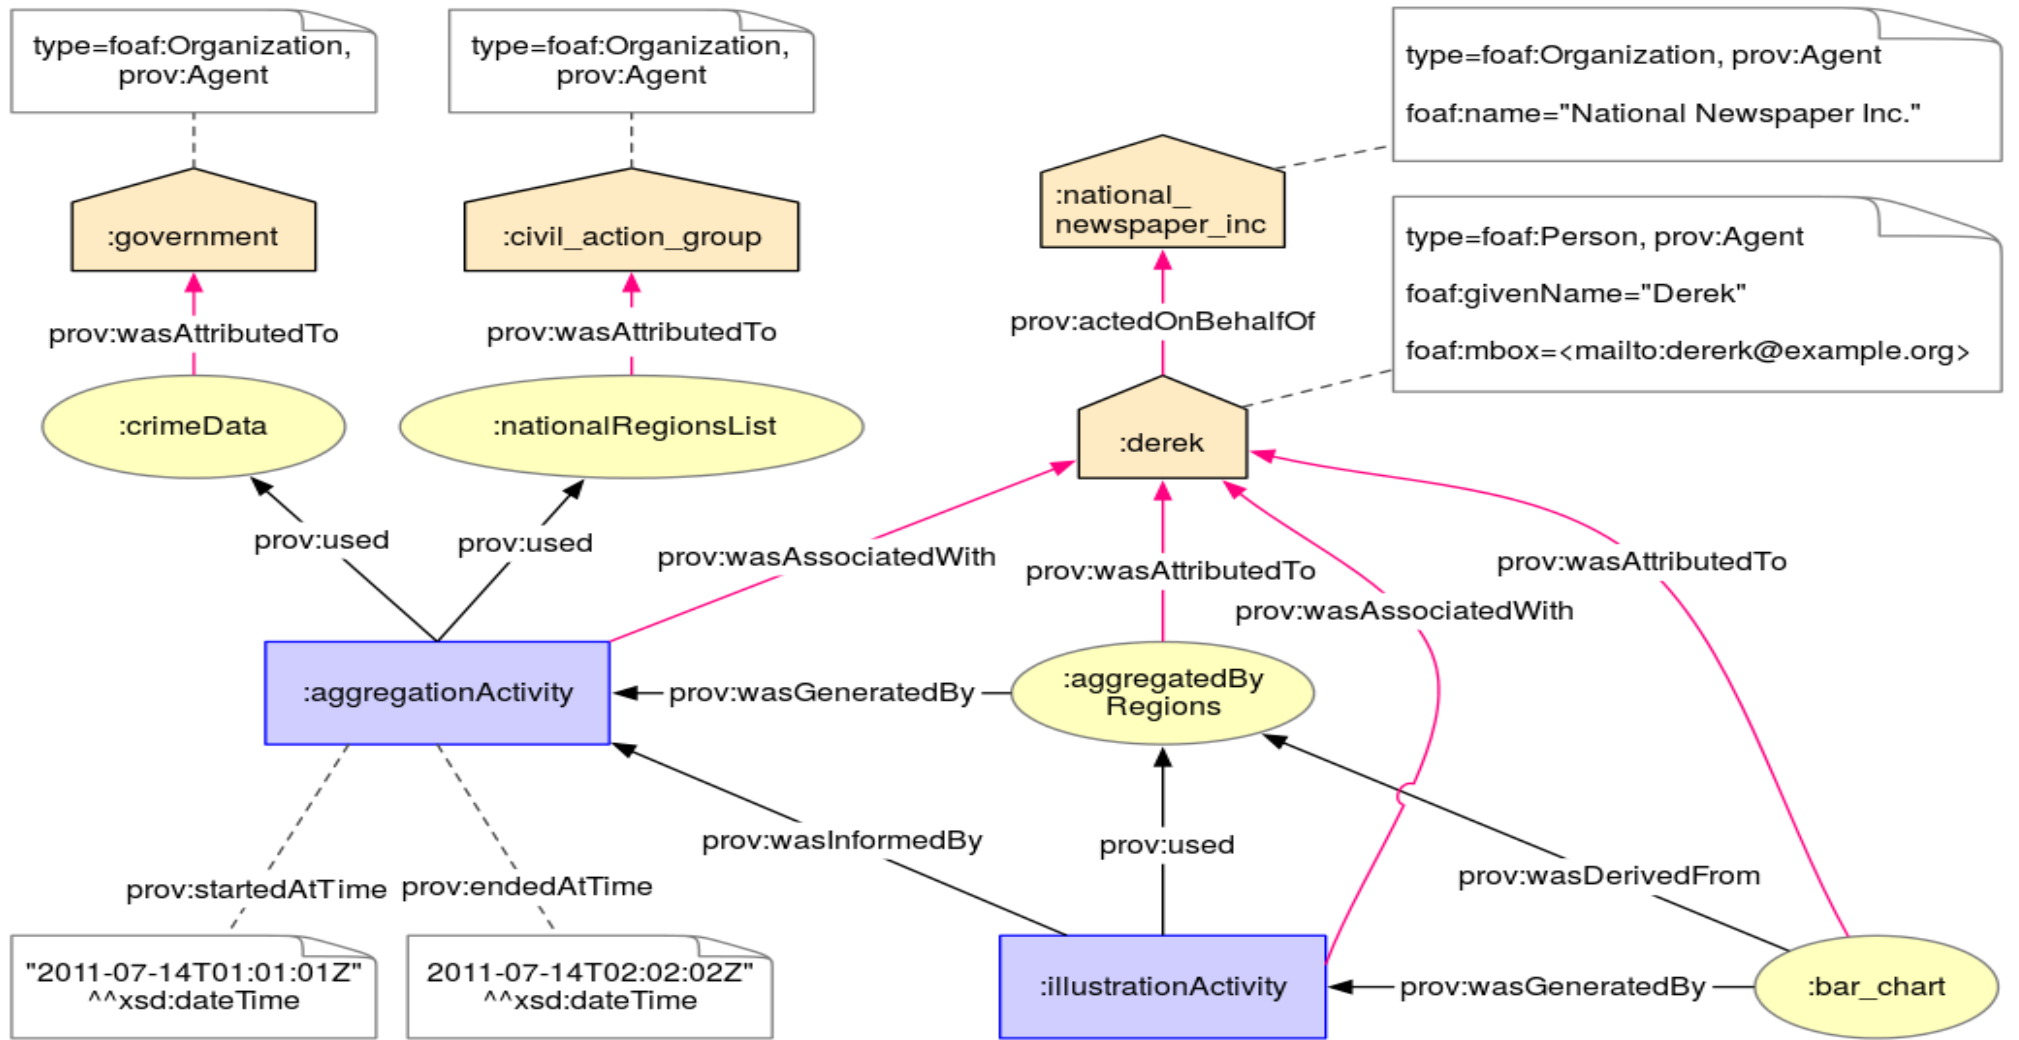 type=foaf:Organization,
prov:Agent
type=foaf:Organization,
prov:Agent
type=foaf:Organization, prov:Agent
foaf:name="National Newspaper Inc."
:government
:civil_action_group
:national_
newspaper_inc
type=foaf:Person, prov:Agent
foaf:givenName="Derek"
foaf:mbox=<mailto:dererk@example.org>
prov:wasAttributedTo
prov:wasAttributedTo
prov:actedOnBehalfOf
:crimeData
:nationalRegionsList
:derek
prov:used
prov:used
prov:wasAssociatedWith
prov:wasAttributedTo
prov:wasAssociatedWith
prov:wasAttributedTo
:aggregationActivity
prov:wasGeneratedBy
:aggregatedBy
Regions
prov:wasInformedBy
prov:used
prov:wasDerivedFrom
prov:startedAtTime
prov:endedAtTime
"2011-07-14T01:01:01Z"
^^xsd:dateTime
2011-07-14T02:02:02Z"
^^xsd:dateTime
:illustrationActivity
prov:wasGeneratedBy
:bar_chart